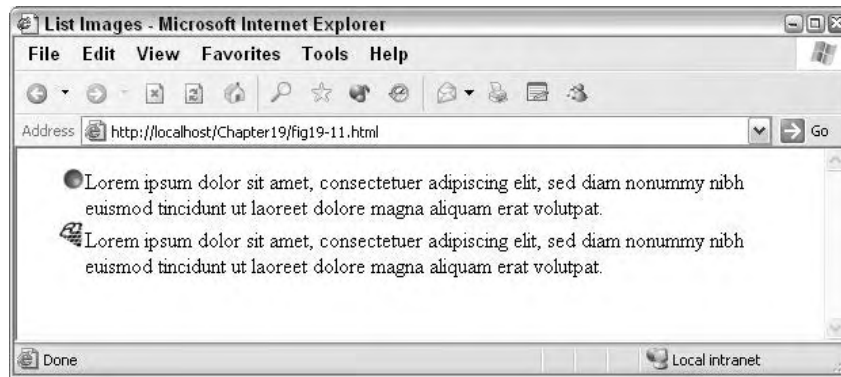 List Images - Microsoft Internet Explorer
File Edit View Favorites Tools Help
Address http://localhost/Chapter19/fig19-11.html Go
Lorem ipsum dolor sit amet, consectetuer adipiscing elit, sed diam nonummy nibh
euismod tincidunt ut laoreet dolore magna aliquam erat volutpat.
Lorem ipsum dolor sit amet, consectetuer adipiscing elit, sed diam nonummy nibh
euismod tincidunt ut laoreet dolore magna aliquam erat volutpat.
Done Local intranet